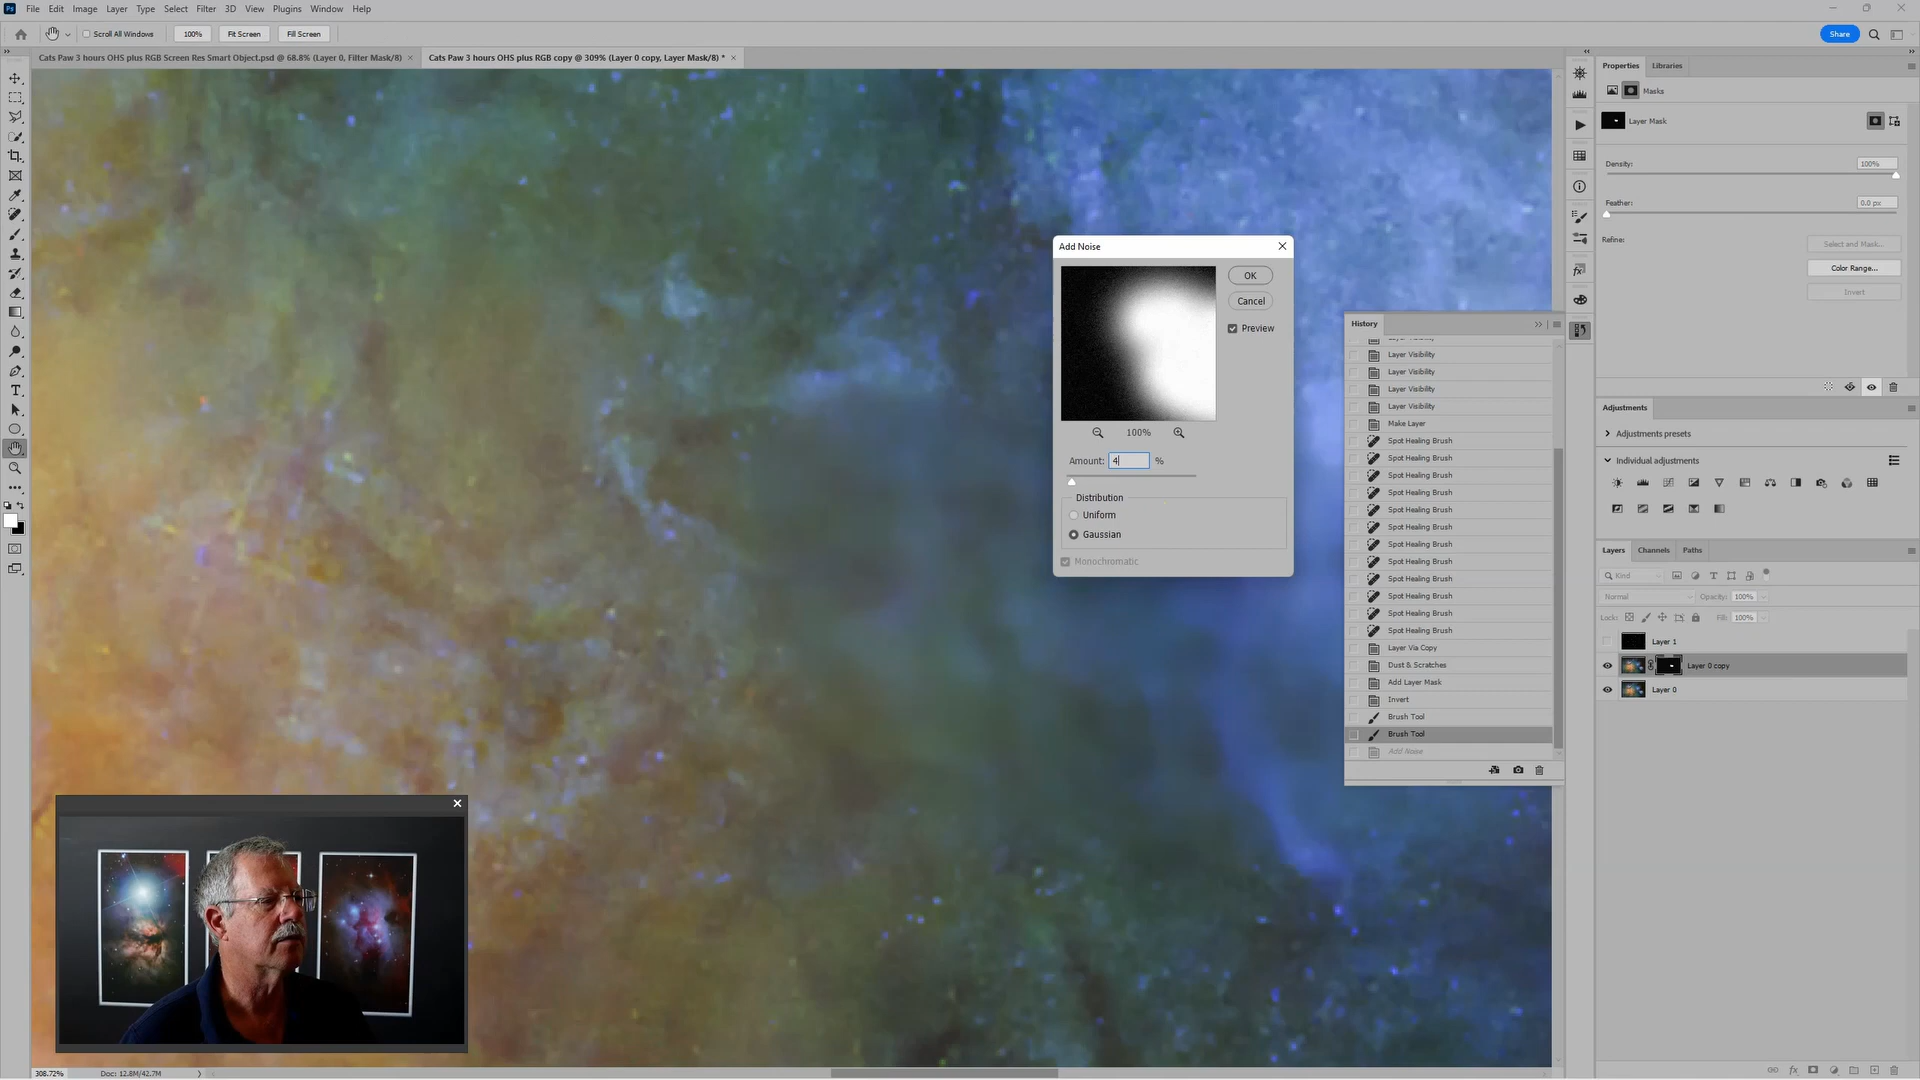 Ps File Edit Image Layer Type Select Filter 3D View Plugins Window Help
Scroll All Windows 100% Fit Screen Fill Screen Share
Cats Paw 3 hours OHS plus RGB Screen Res Smart Object.psd @ 68.8% (Layer 0, Filter Mask/8) × Cats Paw 3 hours OHS plus RGB copy @ 309% (Layer 0 copy, Layer Mask/8) * ×
Properties Libraries
Masks
Layer Mask
Density: 100%
Feather: 0.0 px
Refine: Select and Mask...
Color Range...
Invert
Add Noise
OK
Cancel
Preview
100%
Amount: 4 %
Distribution
Uniform
Gaussian
Monochromatic
History
Layer Visibility
Layer Visibility
Layer Visibility
Layer Visibility
Make Layer
Spot Healing Brush
Spot Healing Brush
Spot Healing Brush
Spot Healing Brush
Spot Healing Brush
Spot Healing Brush
Spot Healing Brush
Spot Healing Brush
Spot Healing Brush
Spot Healing Brush
Spot Healing Brush
Spot Healing Brush
Layer Via Copy
Dust & Scratches
Add Layer Mask
Invert
Brush Tool
Brush Tool
Add Noise
Adjustments
Adjustments presets
Individual adjustments
Layers Channels Paths
Kind
Normal Opacity: 100%
Lock: Fill: 100%
Layer 1
Layer 0 copy
Layer 0
308.72% Doc: 12.8M/42.7M